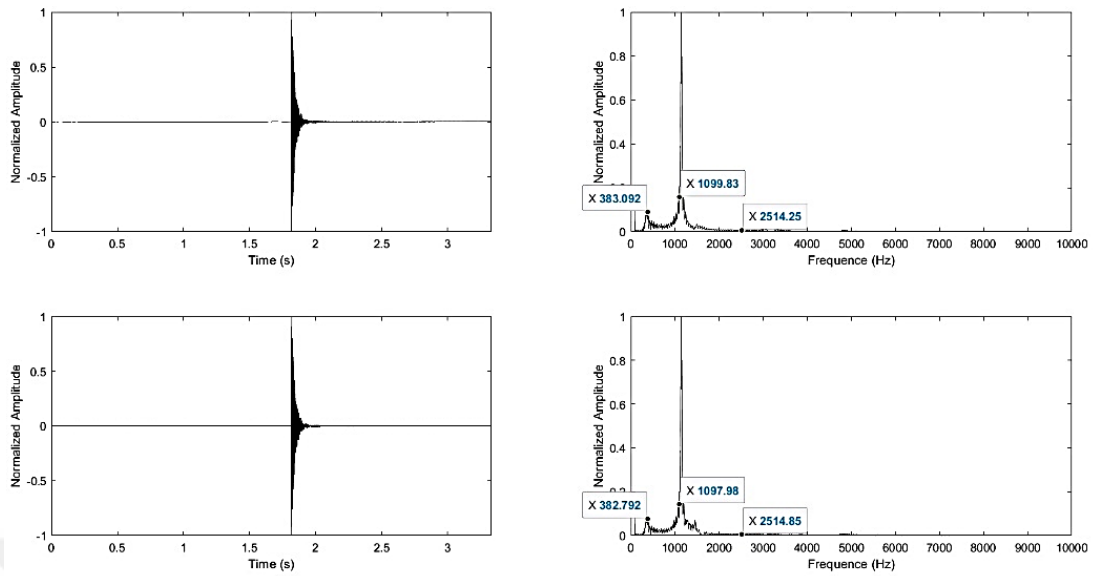 1
0.5
0
-0.5
-1
Normalized Amplitude
0 0.5 1 1.5 2 2.5 3
Time (s)
1
0.8
0.6
0.4
0
Normalized Amplitude
X 383.092
X 1099.83
X 2514.25
0 1000 2000 3000 4000 5000 6000 7000 8000 9000 10000
Frequence (Hz)
1
0.5
0
-0.5
-1
Normalized Amplitude
0 0.5 1 1.5 2 2.5 3
Time (s)
1
0.8
0.6
0.4
0
Normalized Amplitude
X 382.792
X 1097.98
X 2514.85
0 1000 2000 3000 4000 5000 6000 7000 8000 9000 10000
Frequence (Hz)